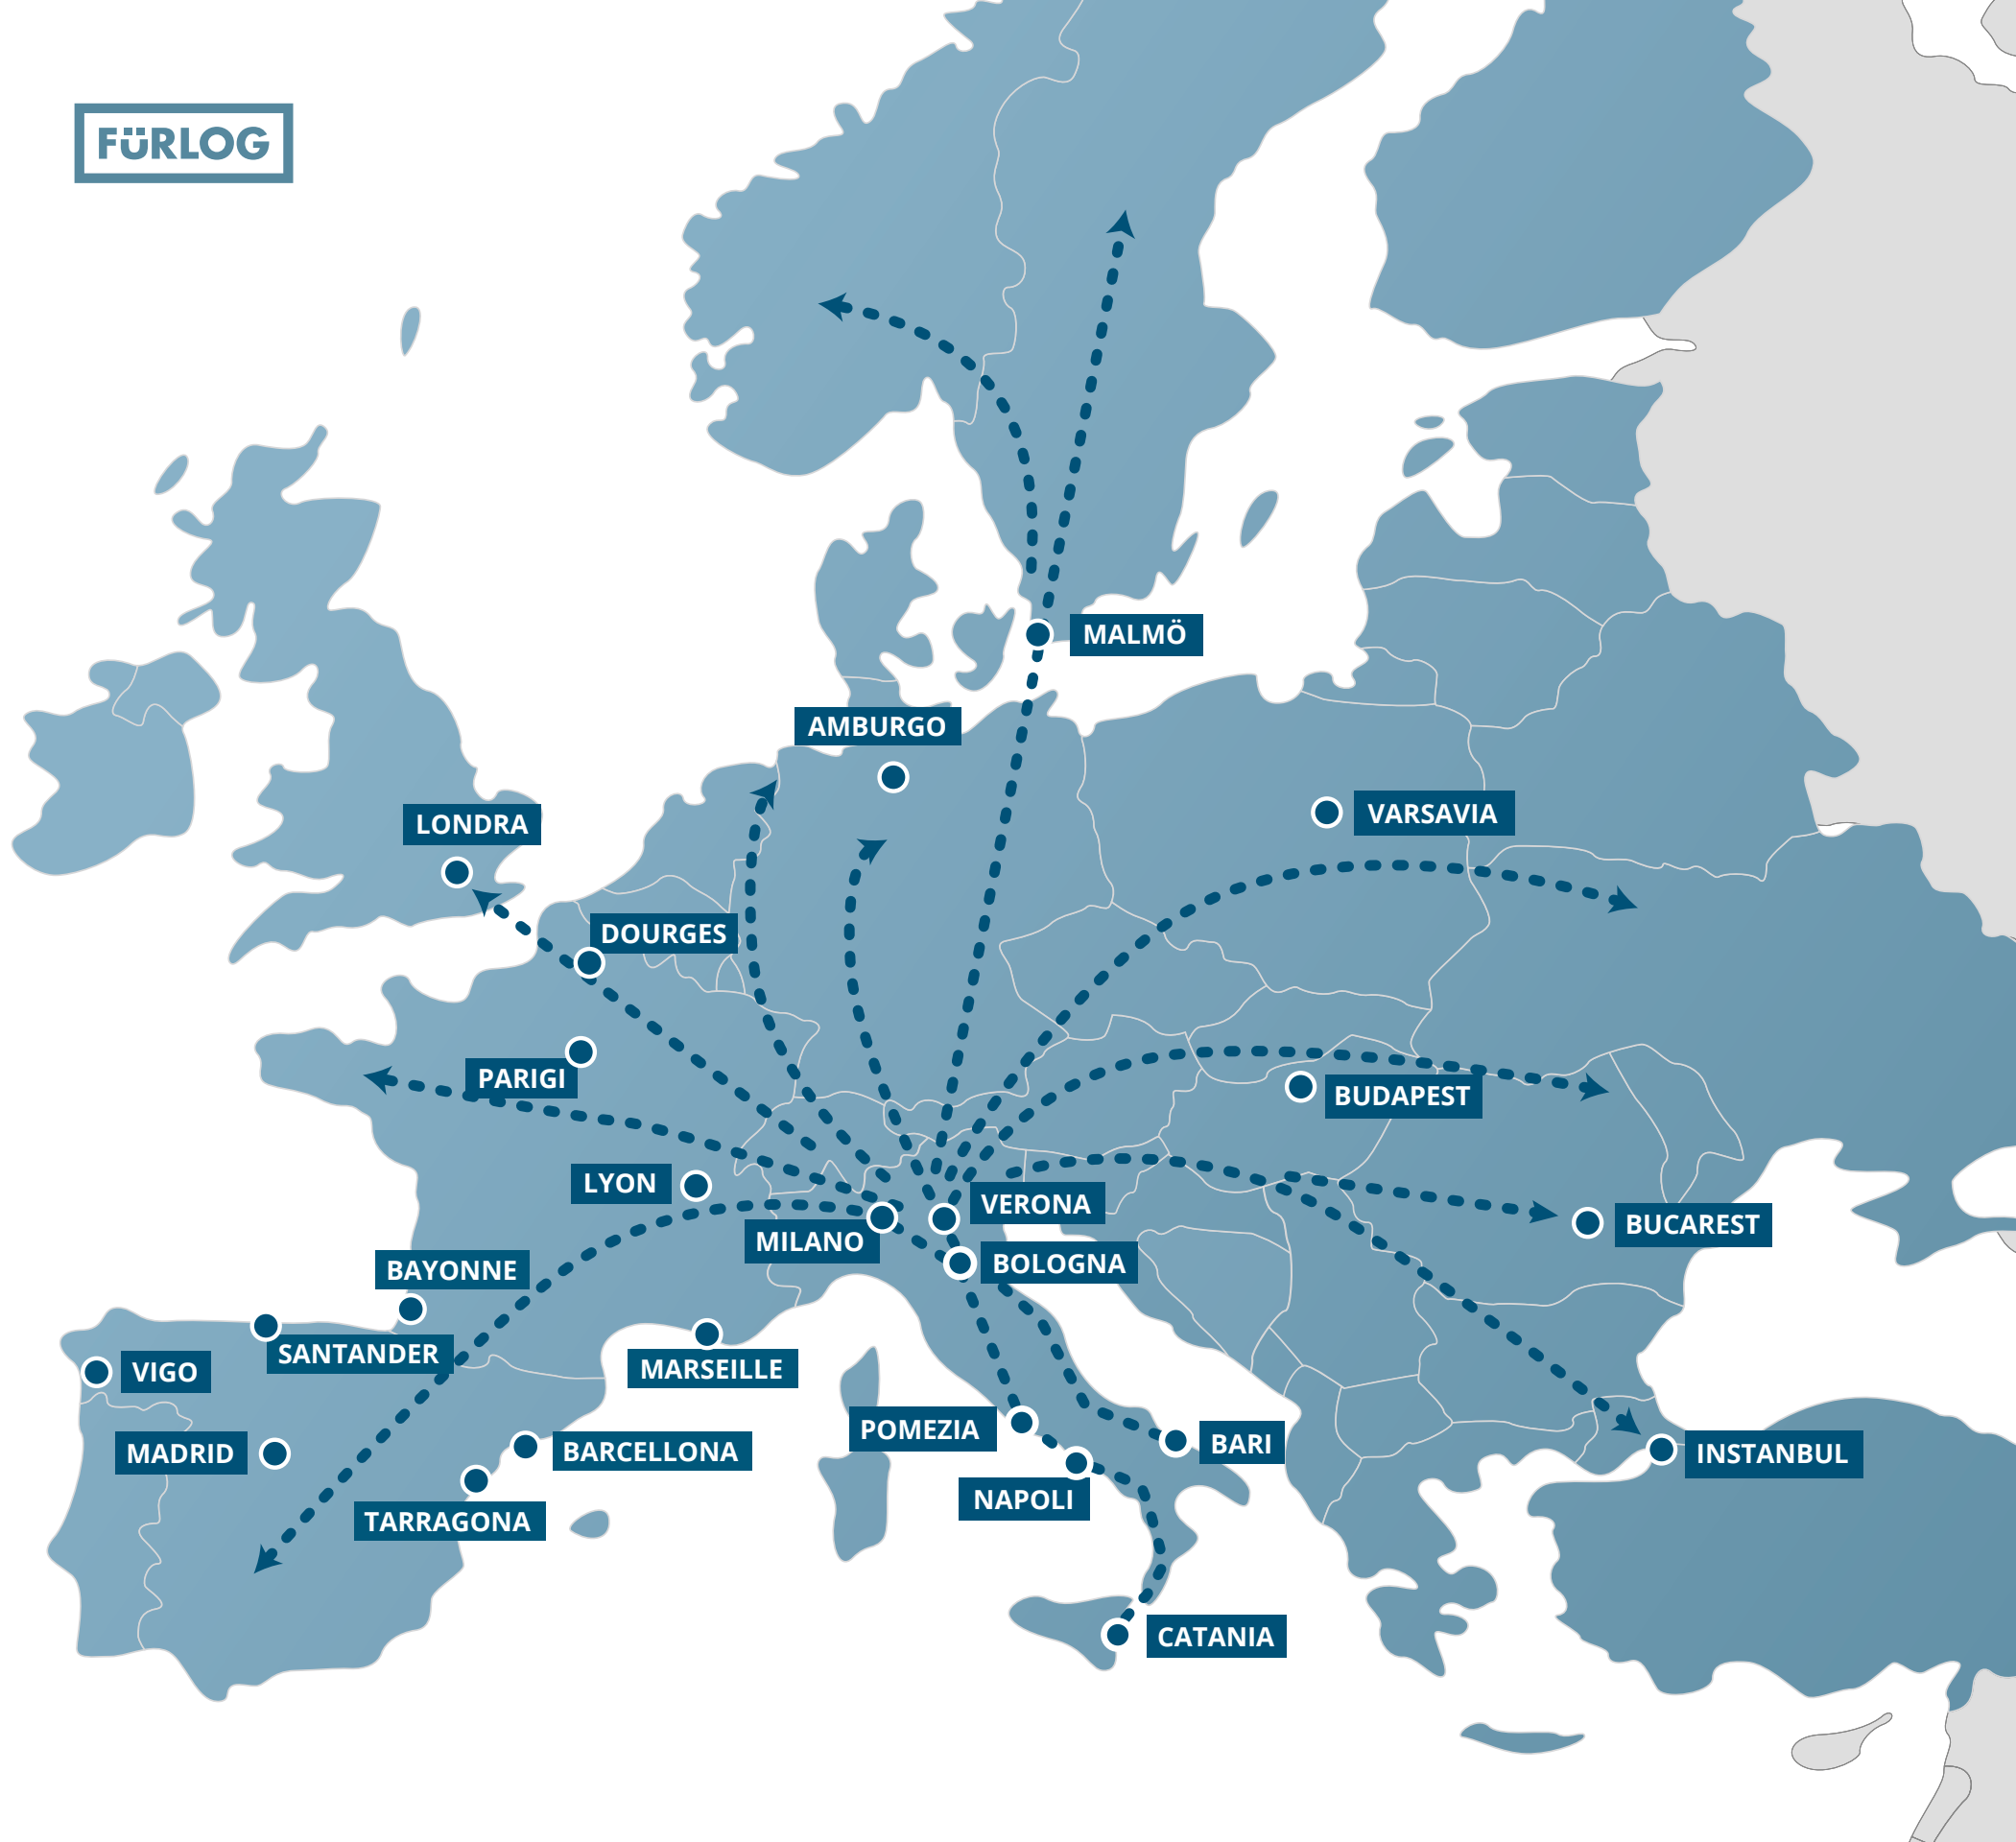 FÜRLOG
MALMÖ
AMBURGO
VARSAVIA
LONDRA
DOURGES
PARIGI
BUDAPEST
LYON
VERONA
MILANO
BUCAREST
BOLOGNA
BAYONNE
SANTANDER
VIGO
MARSEILLE
POMEZIA
BARI
MADRID
BARCELLONA
INSTANBUL
NAPOLI
TARRAGONA
CATANIA